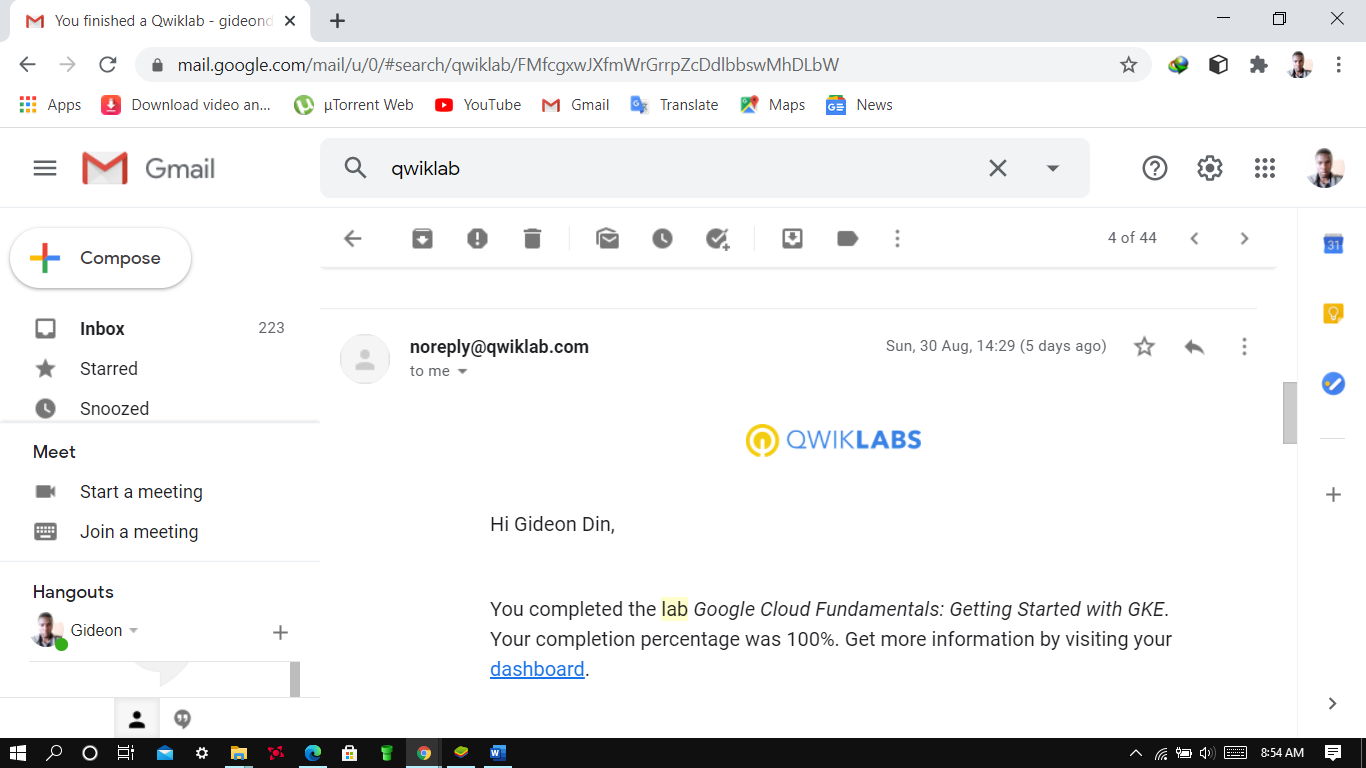 You finished a Qwiklab - gideond
mail.google.com/mail/u/0/#search/qwiklab/FMfcgxwJXfmWrGrrpZcDdlbbswMhDLbW
Apps Download video an... µTorrent Web YouTube Gmail Translate Maps News
Gmail
qwiklab
Compose
4 of 44
31
Inbox 223
Starred
Snoozed
noreply@qwiklab.com Sun, 30 Aug, 14:29 (5 days ago)
to me
QWIKLABS
Meet
Start a meeting
Join a meeting
Hangouts
Gideon
Hi Gideon Din,
You completed the lab Google Cloud Fundamentals: Getting Started with GKE.
Your completion percentage was 100%. Get more information by visiting your
dashboard.
8:54 AM